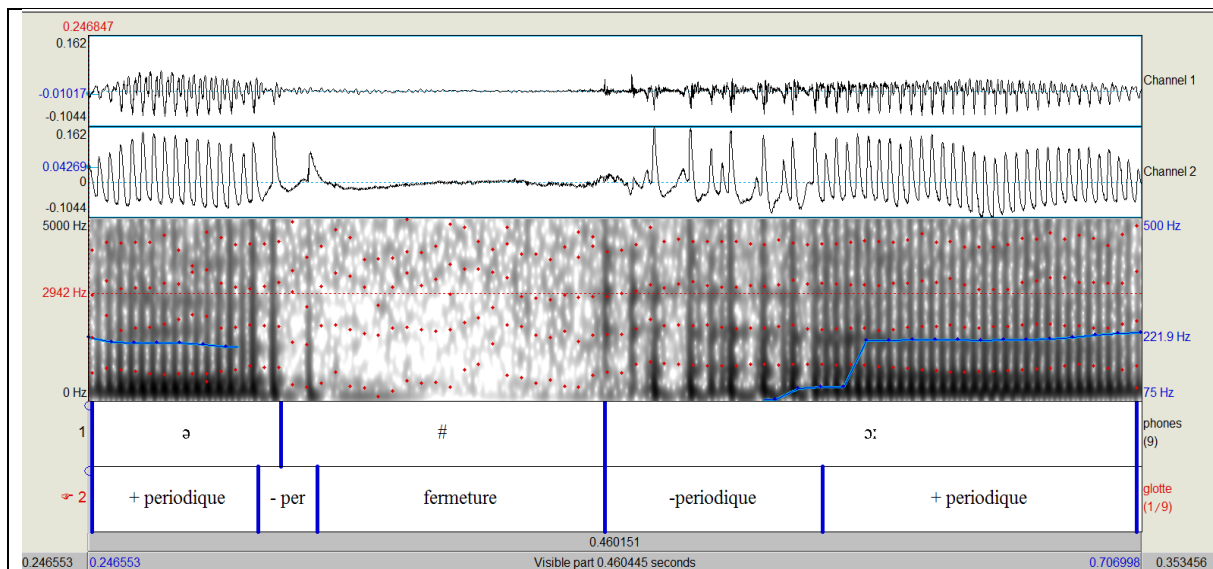 0.246847
0.162
-0.01017
-0.1044
Channel 1
0.162
0.04269
0
-0.1044
Channel 2
5000 Hz
500 Hz
2942 Hz
221.9 Hz
0 Hz
75 Hz
1
ə
#
ɔː
phones
(9)
☞ 2
+ periodique
- per
fermeture
-periodique
+ periodique
glotte
(1/9)
0.460151
0.246553
0.246553
Visible part 0.460445 seconds
0.706998
0.353456